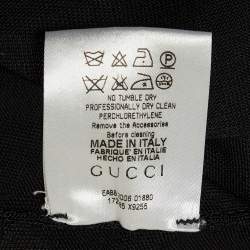 NO TUMBLE DRY
PROFESSIONALLY DRY CLEAN
PERCHLORETHYLENE
Remove the Accessories
Before cleaning
MADE IN ITALY
FABRIQUÉ EN ITALIE
HECHO EN ITALIA
GUCCI
X9255